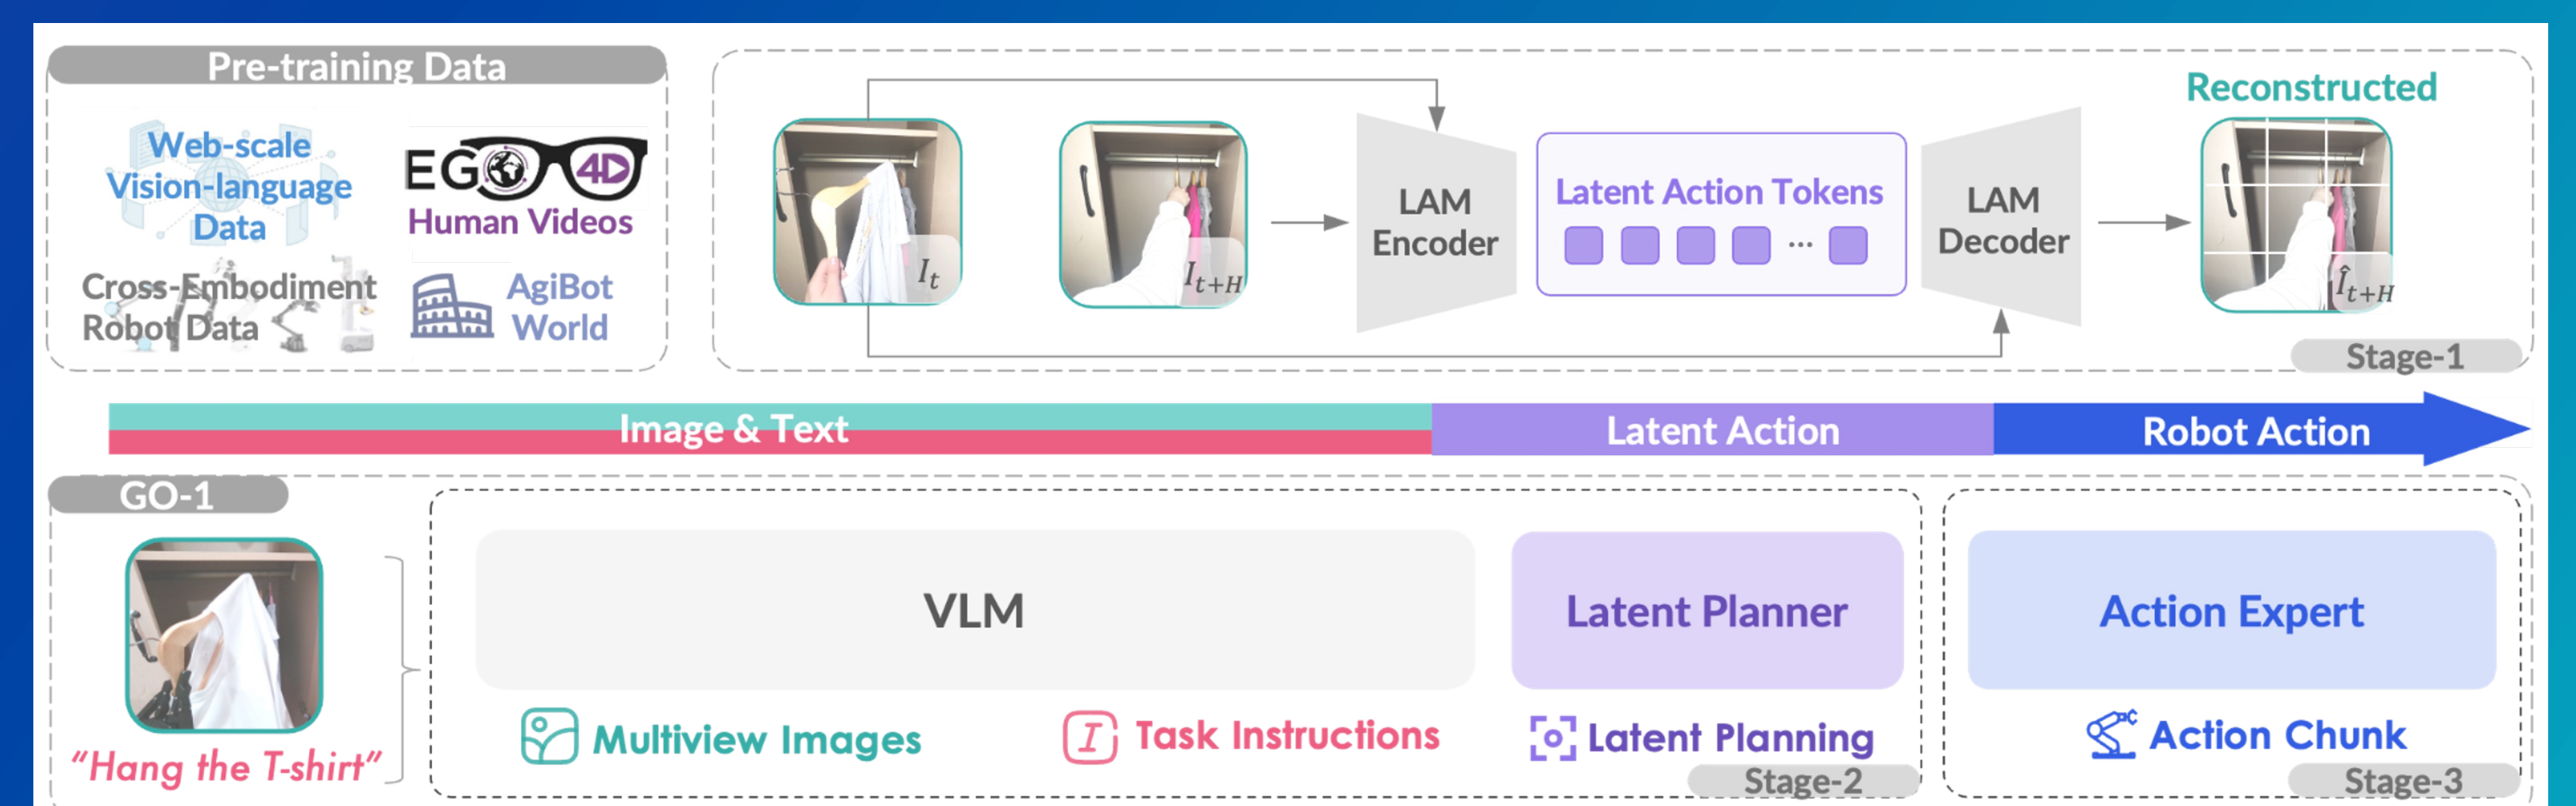 Pre-training Data
Web-scale
Vision-language
Data
EGO4D
Human Videos
Cross-Embodiment
Robot Data
AgiBot
World
I_t
I_{t+H}
LAM
Encoder
Latent Action Tokens
...
LAM
Decoder
Reconstructed
Î_{t+H}
Stage-1
Image & Text
Latent Action
Robot Action
GO-1
"Hang the T-shirt"
VLM
Latent Planner
Action Expert
Multiview Images
I Task Instructions
Latent Planning
Action Chunk
Stage-2
Stage-3